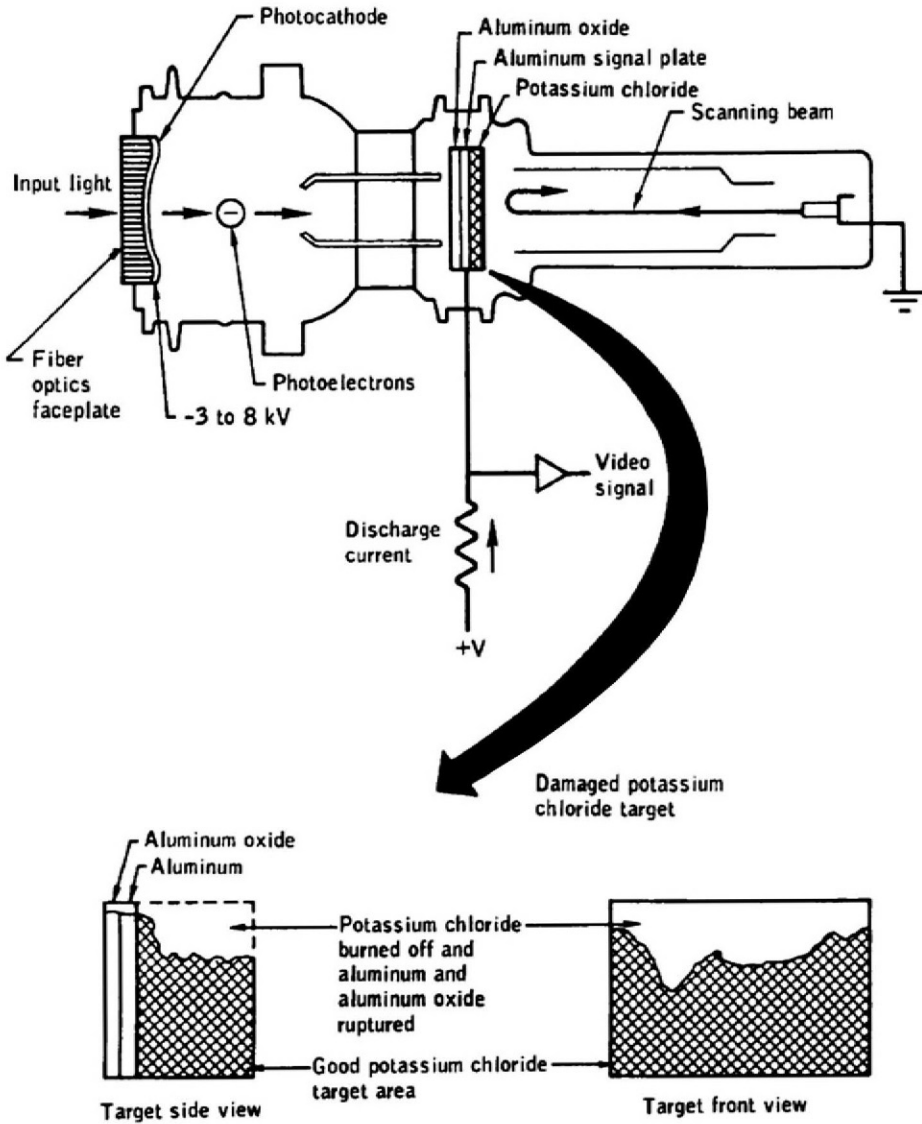 Photocathode
Aluminum oxide
Aluminum signal plate
Potassium chloride
Scanning beam
Input light
Fiber
optics
faceplate
Photoelectrons
-3 to 8 kV
Video
signal
Discharge
current
+V
Damaged potassium
chloride target
Aluminum oxide
Aluminum
Potassium chloride
burned off and
aluminum and
aluminum oxide
ruptured
Good potassium chloride
target area
Target side view
Target front view